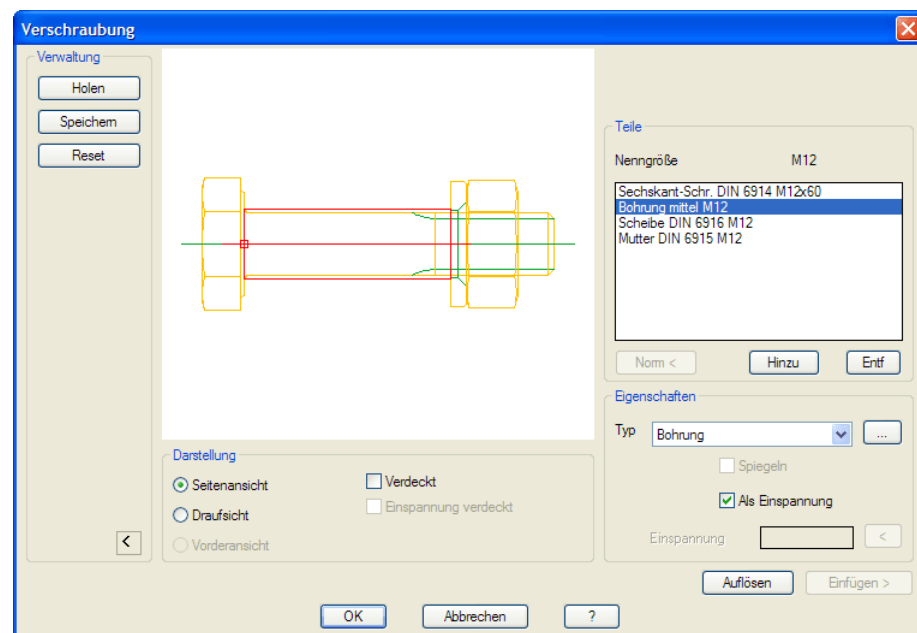 Verschraubung
Verwaltung
Holen
Speichern
Reset
Teile
Nenngröße M12
Sechskant-Schr. DIN 6914 M12x60
Bohrung mittel M12
Scheibe DIN 6916 M12
Mutter DIN 6915 M12
Norm <
Hinzu
Entf
Eigenschaften
Typ Bohrung ...
Spiegeln
Als Einspannung
Einspannung <
Darstellung
Seitenansicht
Verdeckt
Draufsicht
Einspannung verdeckt
Vorderansicht
<
Auflösen
Einfügen >
OK
Abbrechen
?